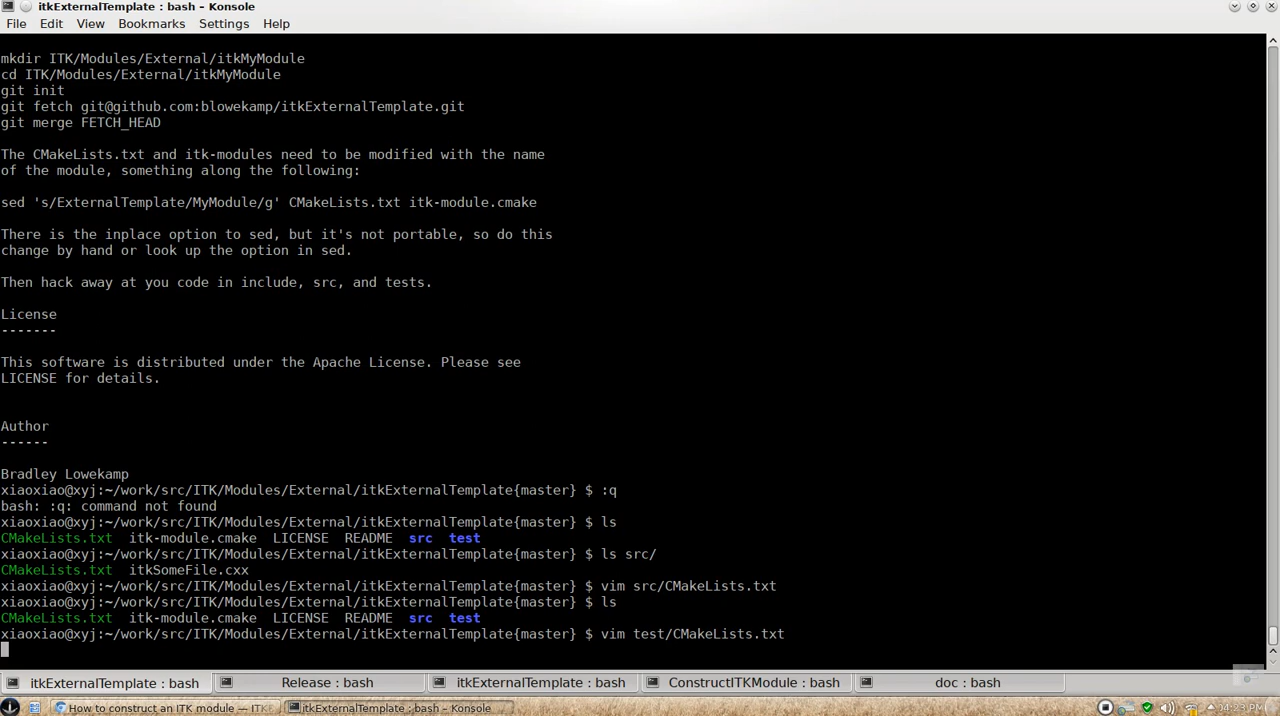 itkExternalTemplate : bash – Konsole
File Edit View Bookmarks Settings Help
mkdir ITK/Modules/External/itkMyModule
cd ITK/Modules/External/itkMyModule
git init
git fetch git@github.com:blowekamp/itkExternalTemplate.git
git merge FETCH_HEAD
The CMakeLists.txt and itk-modules need to be modified with the name
of the module, something along the following:
sed 's/ExternalTemplate/MyModule/g' CMakeLists.txt itk-module.cmake
There is the inplace option to sed, but it's not portable, so do this
change by hand or look up the option in sed.
Then hack away at you code in include, src, and tests.
License
-------
This software is distributed under the Apache License. Please see
LICENSE for details.
Author
------
Bradley Lowekamp
xiaoxiao@xyj:~/work/src/ITK/Modules/External/itkExternalTemplate{master} $ :q
bash: :q: command not found
xiaoxiao@xyj:~/work/src/ITK/Modules/External/itkExternalTemplate{master} $ ls
CMakeLists.txt itk-module.cmake LICENSE README src test
xiaoxiao@xyj:~/work/src/ITK/Modules/External/itkExternalTemplate{master} $ ls src/
CMakeLists.txt itkSomeFile.cxx
xiaoxiao@xyj:~/work/src/ITK/Modules/External/itkExternalTemplate{master} $ vim src/CMakeLists.txt
xiaoxiao@xyj:~/work/src/ITK/Modules/External/itkExternalTemplate{master} $ ls
CMakeLists.txt itk-module.cmake LICENSE README src test
xiaoxiao@xyj:~/work/src/ITK/Modules/External/itkExternalTemplate{master} $ vim test/CMakeLists.txt
itkExternalTemplate : bash Release : bash itkExternalTemplate : bash ConstructITKModule : bash doc : bash
How to construct an ITK module — ITK itkExternalTemplate : bash – Konsole 04:23 PM